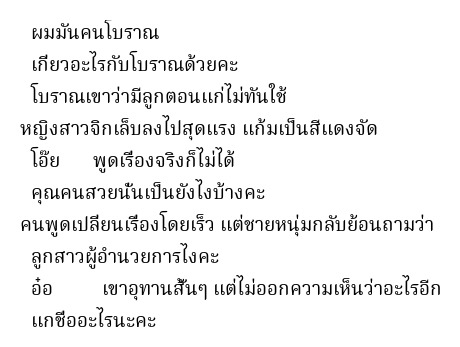 ผมมันคนโบราณ
เกี่ยวอะไรกับโบราณด้วยคะ
โบราณเขาว่ามีลูกตอนแก่ไม่ทันใช้
หญิงสาวจิกเล็บลงไปสุดแรง แก้มเป็นสีแดงจัด
โอ๊ย พูดเรื่องจริงก็ไม่ได้
คุณคนสวยนั่นเป็นยังไงบ้างคะ
คนพูดเปลี่ยนเรื่องโดยเร็ว แต่ชายหนุ่มกลับย้อนถามว่า
ลูกสาวผู้อำนวยการไงคะ
อ๋อ เขาอุทานสั้นๆ แต่ไม่ออกความเห็นว่าอะไรอีก
แกชื่ออะไรนะคะ